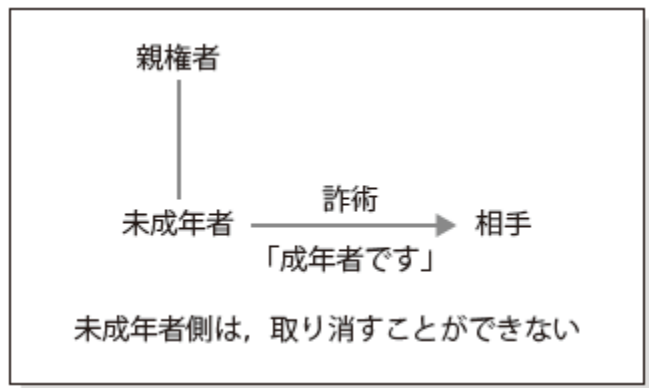 親権者
詐術
未成年者
相手
「成年者です」
未成年者側は，取り消すことができない